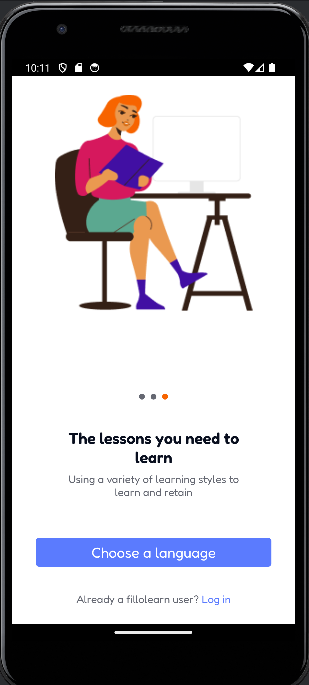 10:11
The lessons you need to
learn
Using a variety of learning styles to
learn and retain
Choose a language
Already a fillolearn user? Log in